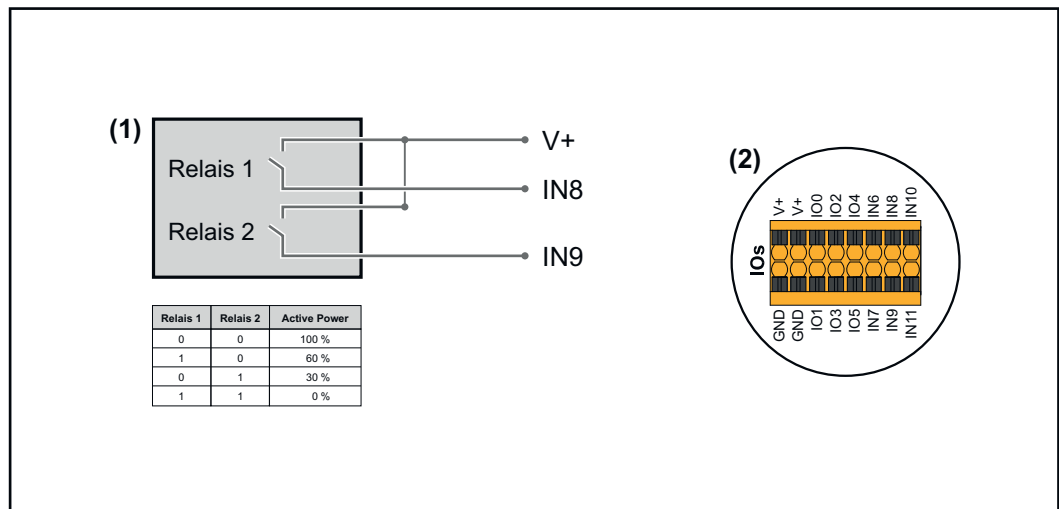 (1)
Relais 1
Relais 2
V+
IN8
IN9
Relais 1 Relais 2 Active Power
0 0 100 %
1 0 60 %
0 1 30 %
1 1 0 %
(2)
V+ V+ IO0 IO2 IO4 IN6 IN8 IN10
IOs
GND GND IO1 IO3 IO5 IN7 IN9 IN11